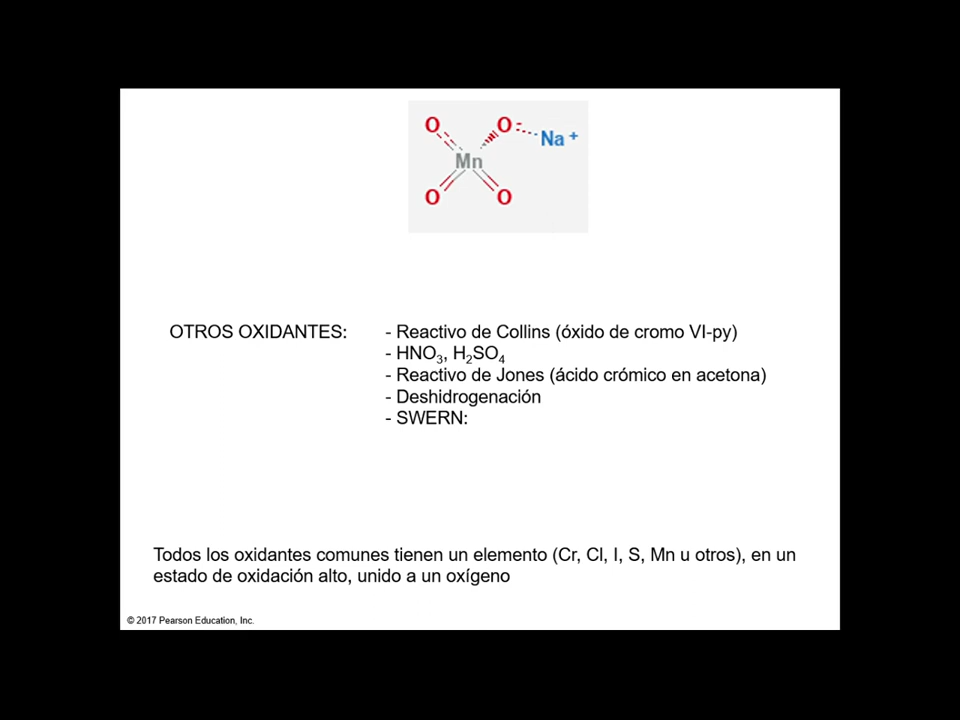 O O- Na+
Mn
O O
OTROS OXIDANTES: - Reactivo de Collins (óxido de cromo VI-py)
- HNO3, H2SO4
- Reactivo de Jones (ácido crómico en acetona)
- Deshidrogenación
- SWERN:
Todos los oxidantes comunes tienen un elemento (Cr, Cl, I, S, Mn u otros), en un
estado de oxidación alto, unido a un oxígeno
© 2017 Pearson Education, Inc.